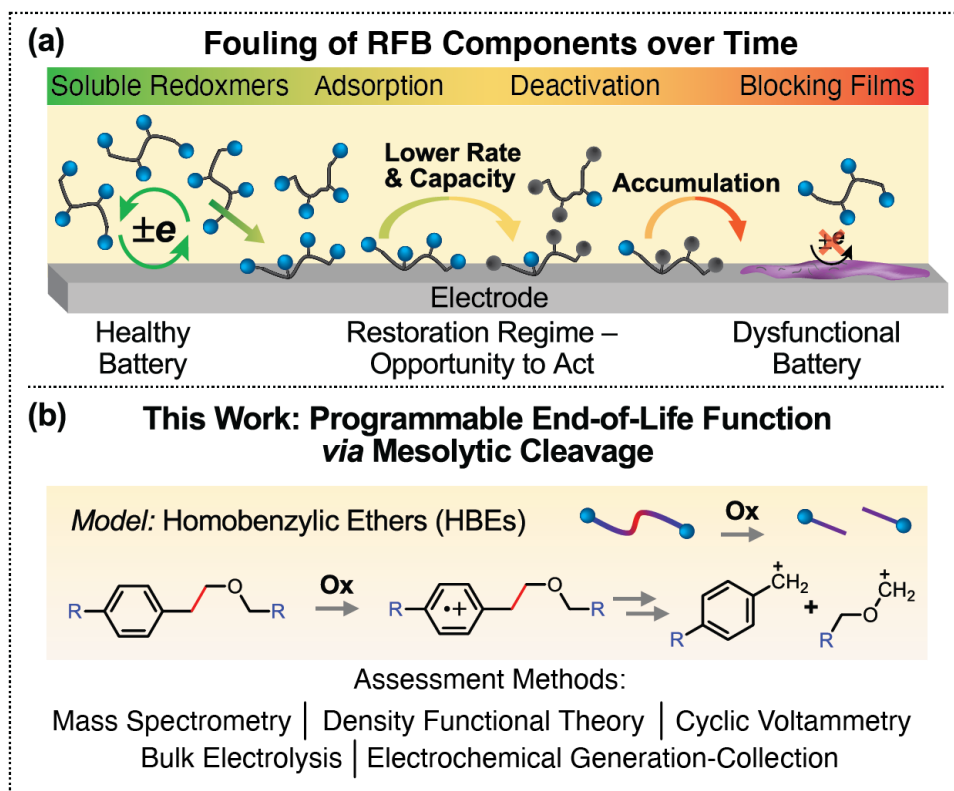 (a) Fouling of RFB Components over Time
Soluble Redoxmers Adsorption Deactivation Blocking Films
Lower Rate
& Capacity
Accumulation
±e
±e
Electrode
Healthy
Battery
Restoration Regime –
Opportunity to Act
Dysfunctional
Battery
(b) This Work: Programmable End-of-Life Function
via Mesolytic Cleavage
Model: Homobenzylic Ethers (HBEs)
Ox
R
O
R
Ox
R
•+
O
R
+
CH2
R
+
+
CH2
O
R
Assessment Methods:
Mass Spectrometry | Density Functional Theory | Cyclic Voltammetry
Bulk Electrolysis | Electrochemical Generation-Collection